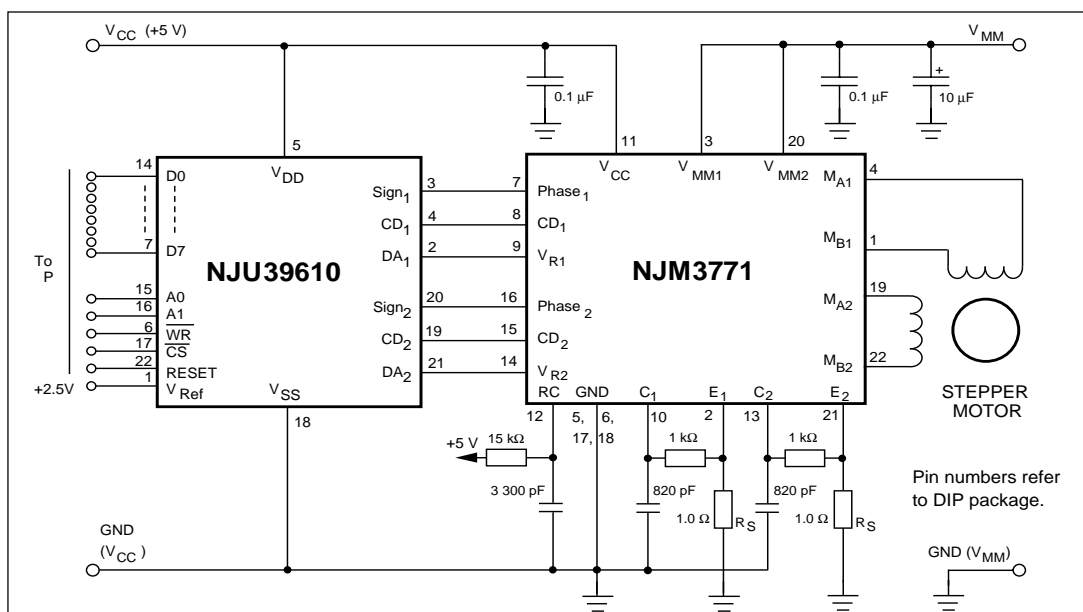 VCC (+5 V)
VMM
0.1 µF
0.1 µF
+
10 µF
5
11
3
20
14
D0
VDD
VCC
VMM1
VMM2
MA1
4
Sign1
3
7
Phase1
CD1
4
8
CD1
7
D7
DA1
2
9
VR1
MB1
1
To
P
NJU39610
NJM3771
15
A0
16
A1
6
WR
17
CS
22
RESET
+2.5V
1
VRef
Sign2
20
16
Phase2
CD2
19
15
CD2
DA2
21
14
VR2
MA2
19
MB2
22
VSS
18
RC
GND
C1
E1
C2
E2
12
5,
6,
17,
18
10
2
13
21
STEPPER
MOTOR
+5 V
15 kΩ
1 kΩ
1 kΩ
3 300 pF
820 pF
820 pF
1.0 Ω
RS
1.0 Ω
RS
Pin numbers refer
to DIP package.
GND
(VCC)
GND (VMM)